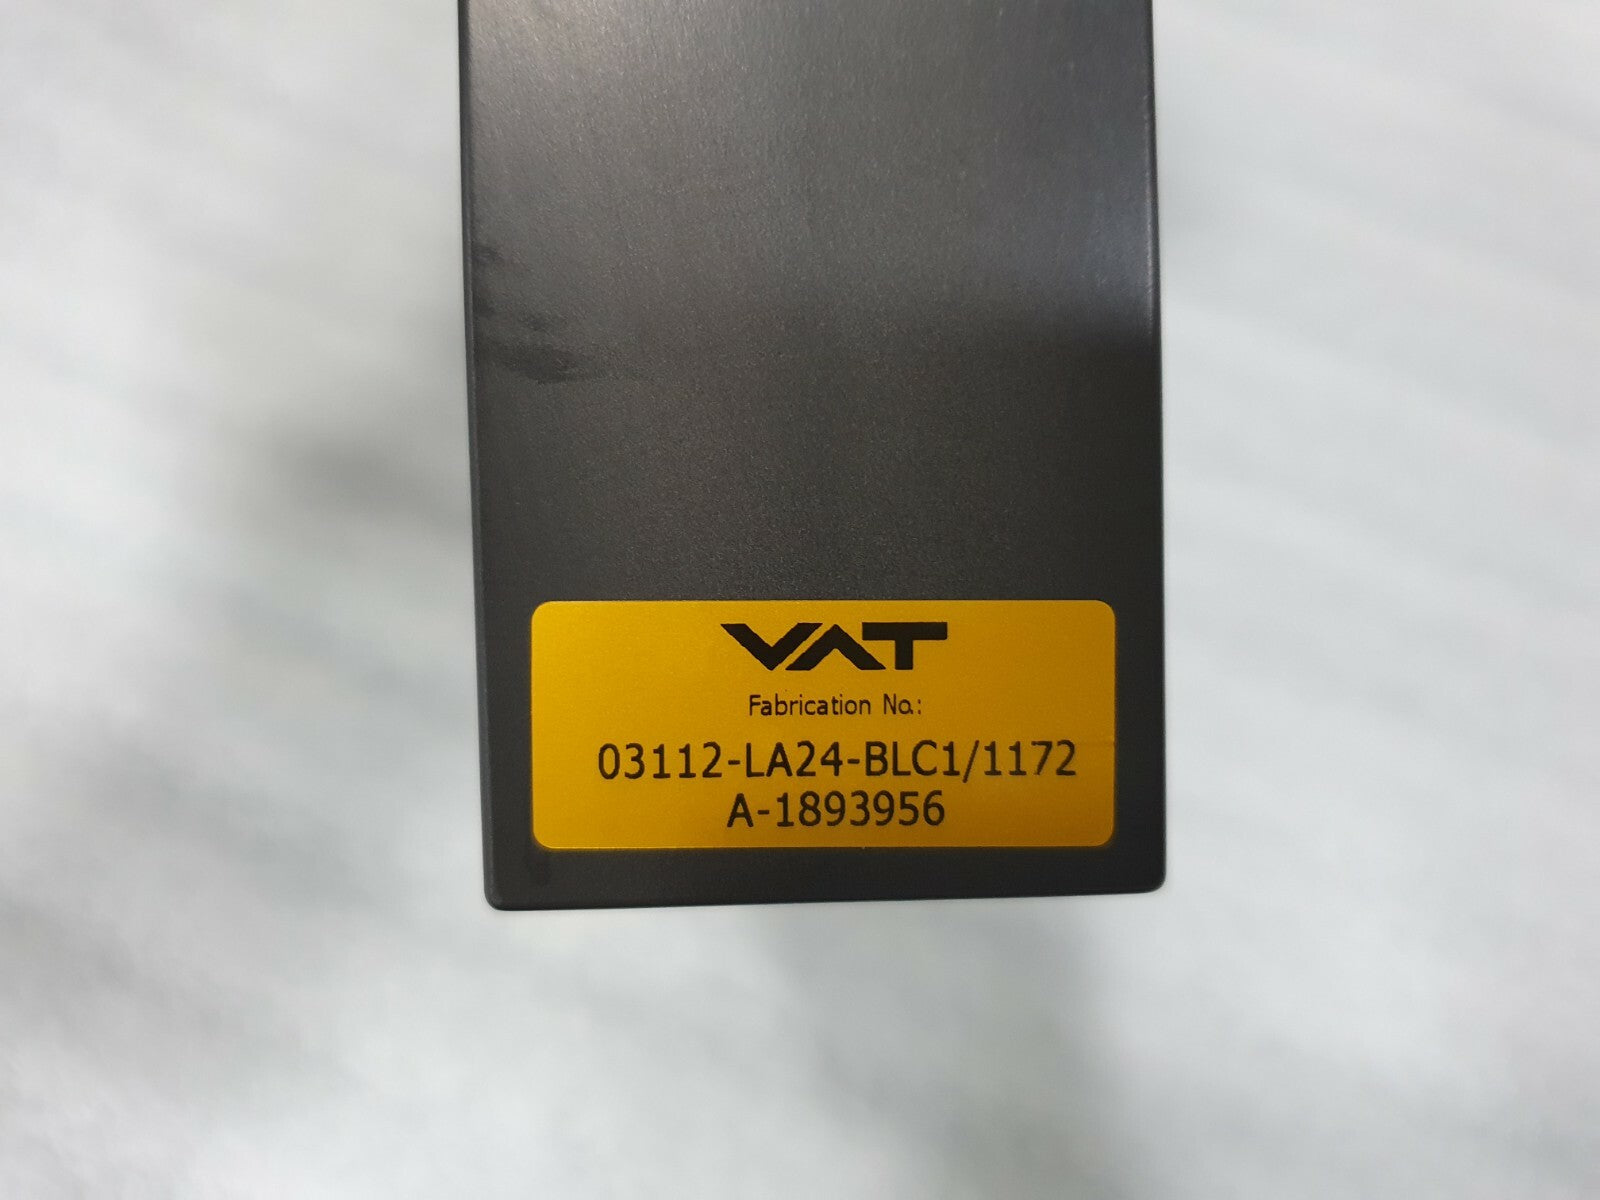 VAT
Fabrication No.:
03112-LA24-BLC1/1172
A-1893956